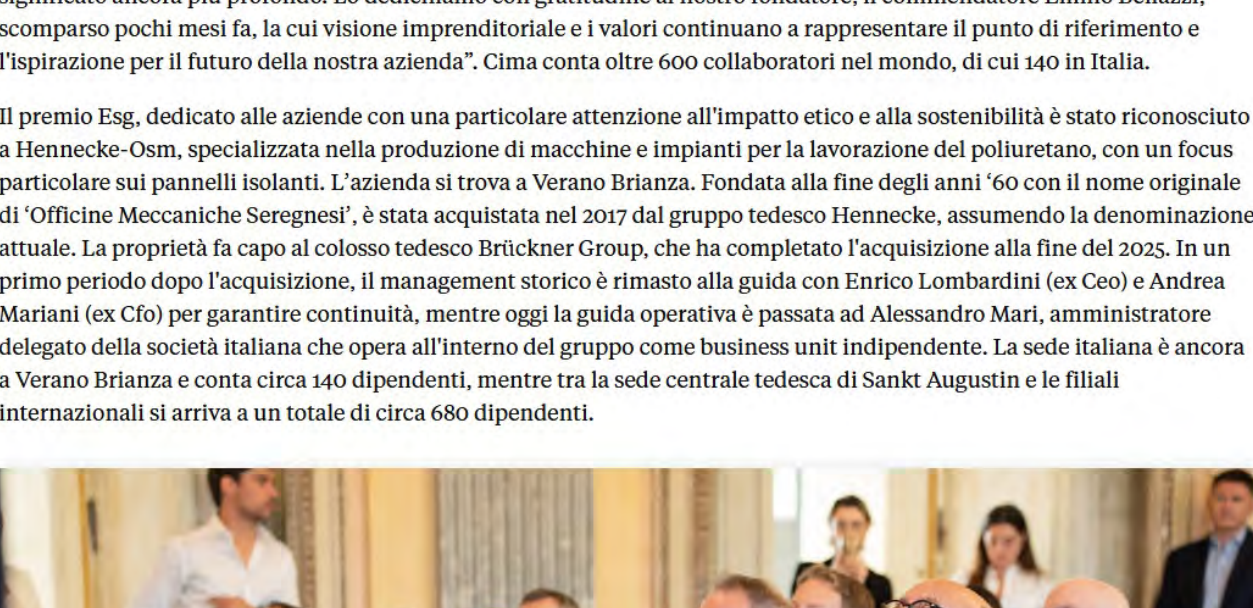 scomparso pochi mesi fa, la cui visione imprenditoriale e i valori continuano a rappresentare il punto di riferimento e
l'ispirazione per il futuro della nostra azienda”. Cima conta oltre 600 collaboratori nel mondo, di cui 140 in Italia.
Il premio Esg, dedicato alle aziende con una particolare attenzione all'impatto etico e alla sostenibilità è stato riconosciuto
a Hennecke-Osm, specializzata nella produzione di macchine e impianti per la lavorazione del poliuretano, con un focus
particolare sui pannelli isolanti. L’azienda si trova a Verano Brianza. Fondata alla fine degli anni ‘60 con il nome originale
di ‘Officine Meccaniche Seregnesi’, è stata acquistata nel 2017 dal gruppo tedesco Hennecke, assumendo la denominazione
attuale. La proprietà fa capo al colosso tedesco Brückner Group, che ha completato l'acquisizione alla fine del 2025. In un
primo periodo dopo l'acquisizione, il management storico è rimasto alla guida con Enrico Lombardini (ex Ceo) e Andrea
Mariani (ex Cfo) per garantire continuità, mentre oggi la guida operativa è passata ad Alessandro Mari, amministratore
delegato della società italiana che opera all'interno del gruppo come business unit indipendente. La sede italiana è ancora
a Verano Brianza e conta circa 140 dipendenti, mentre tra la sede centrale tedesca di Sankt Augustin e le filiali
internazionali si arriva a un totale di circa 680 dipendenti.